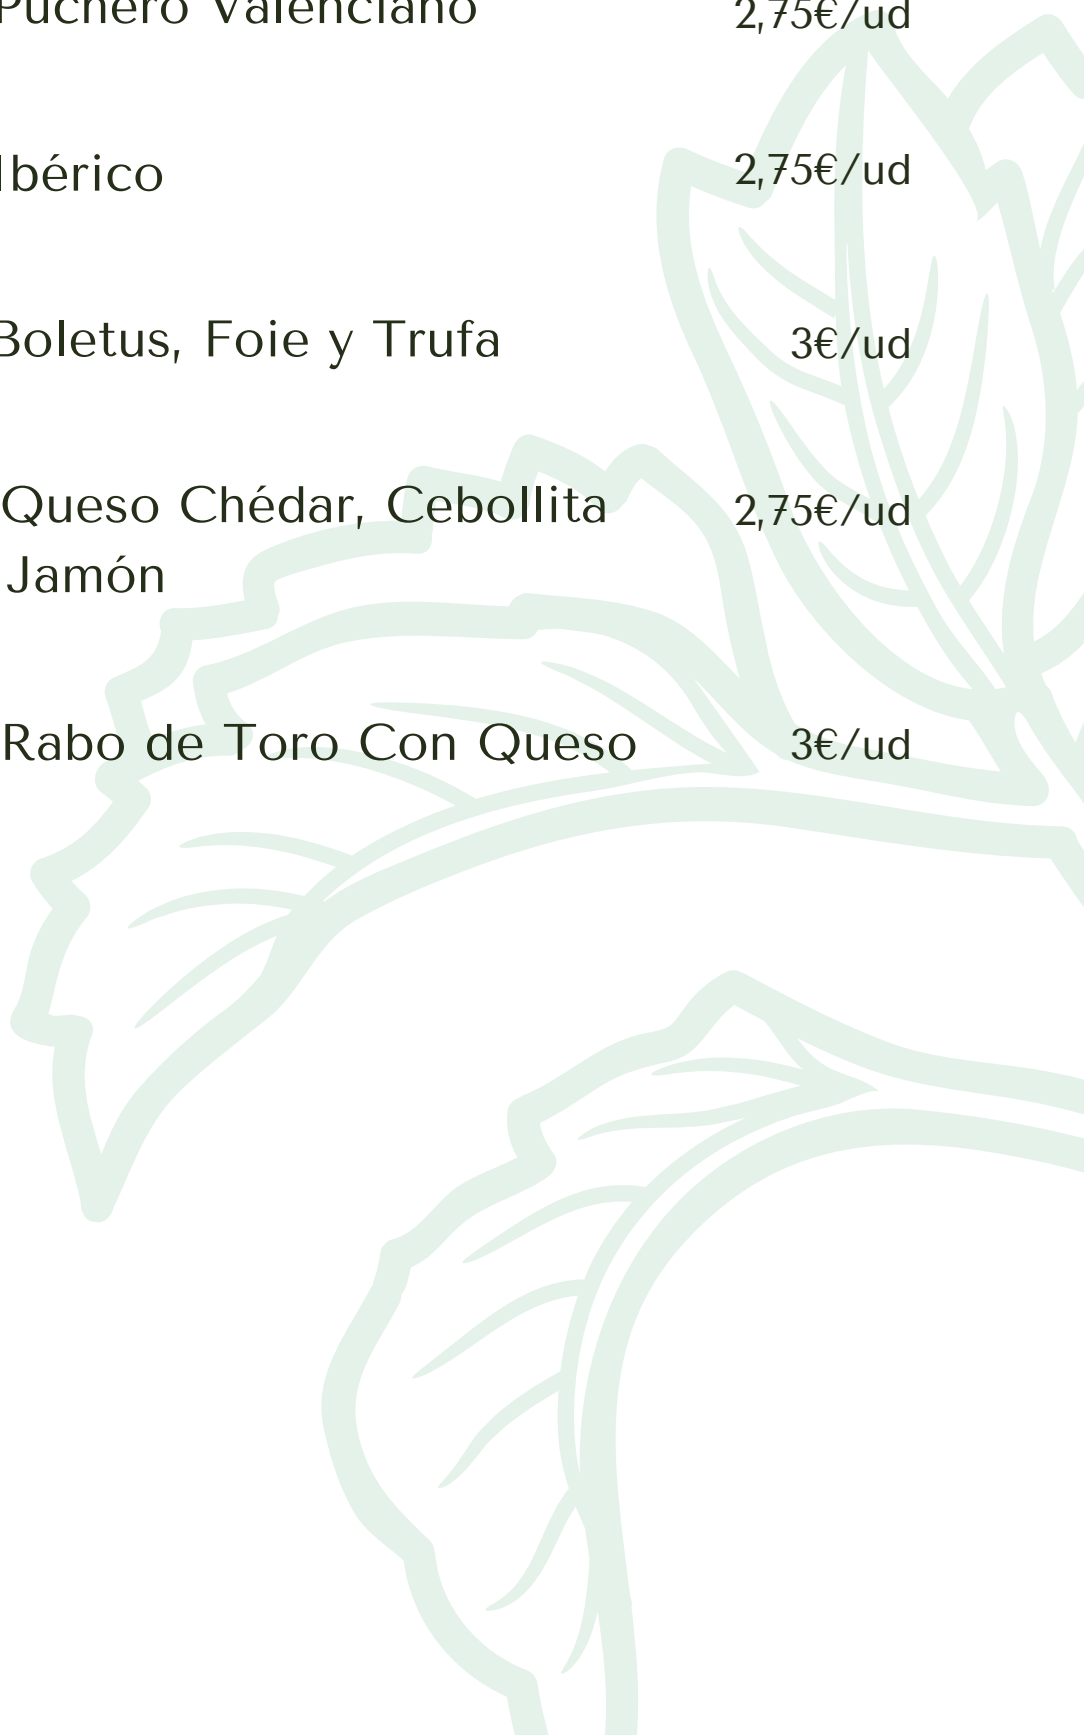 Puchero Valenciano 2,75€/ud
Ibérico 2,75€/ud
Boletus, Foie y Trufa 3€/ud
Queso Chédar, Cebollita 2,75€/ud
Jamón
Rabo de Toro Con Queso 3€/ud